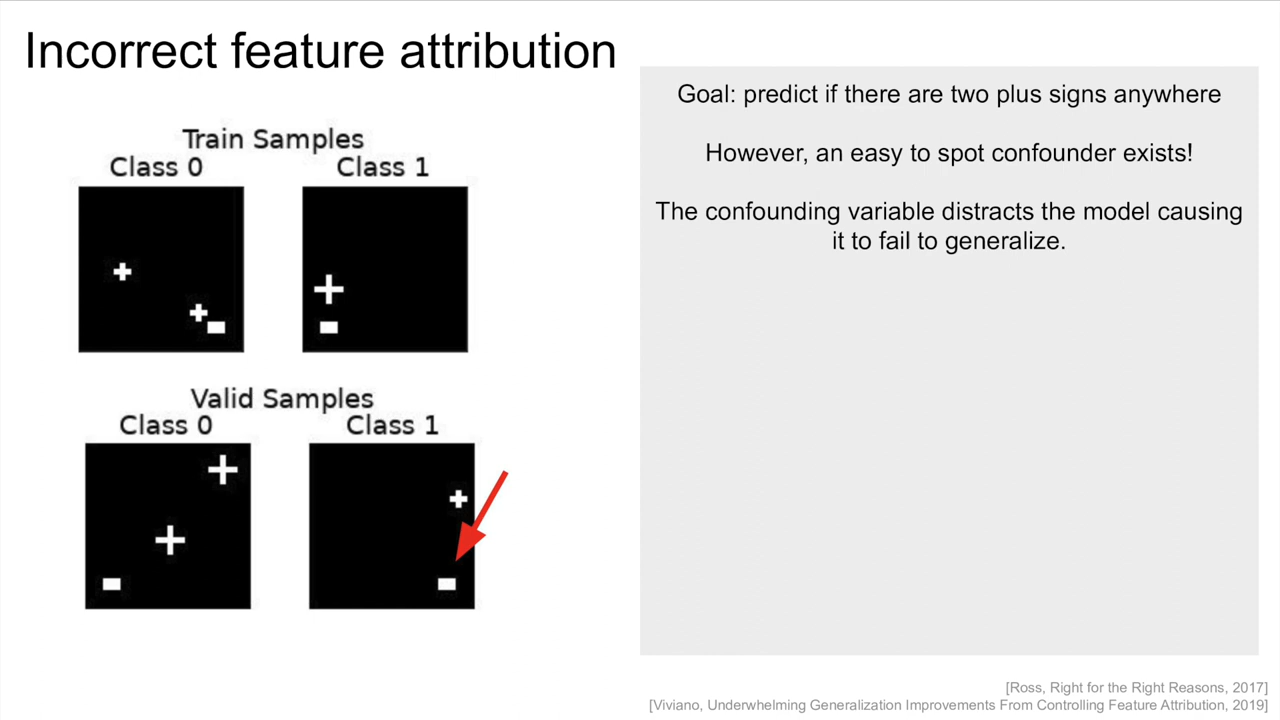 Incorrect feature attribution
Train Samples
Class 0
Class 1
Valid Samples
Class 0
Class 1
Goal: predict if there are two plus signs anywhere
However, an easy to spot confounder exists!
The confounding variable distracts the model causing
it to fail to generalize.
[Ross, Right for the Right Reasons, 2017]
[Viviano, Underwhelming Generalization Improvements From Controlling Feature Attribution, 2019]